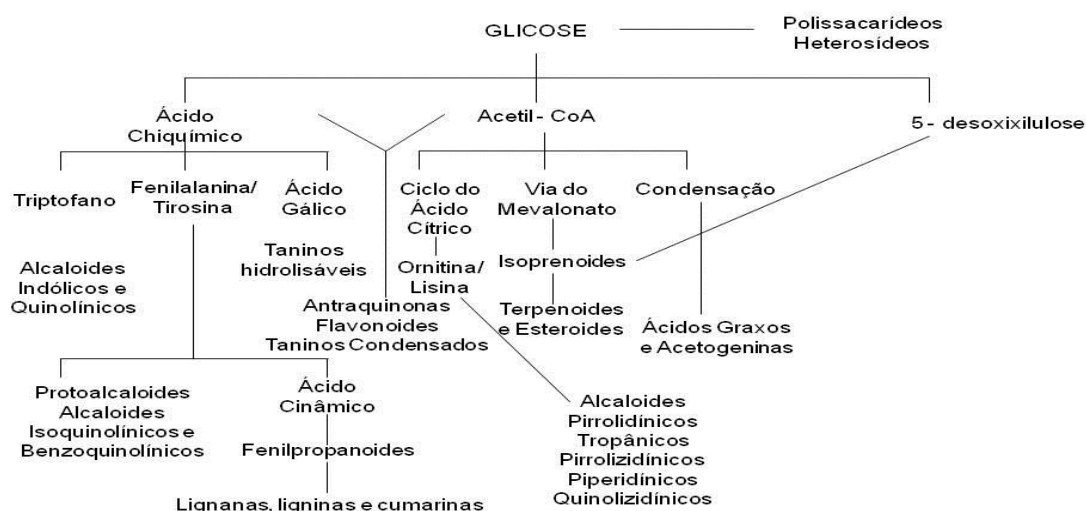 GLICOSE
Polissacarídeos
Heterosídeos
Ácido
Chiquímico
Acetil - CoA
5 - desoxixilulose
Triptofano
Fenilalanina/
Tirosina
Ácido
Gálico
Ciclo do
Ácido
Cítrico
Via do
Mevalonato
Condensação
Alcaloides
Indólicos e
Quinolínicos
Taninos
hidrolisáveis
Ornitina/
Lisina
Isoprenoides
Antraquinonas
Flavonoides
Taninos Condensados
Terpenoides
e Esteroides
Ácidos Graxos
e Acetogeninas
Protoalcaloides
Alcaloides
Isoquinolínicos e
Benzoquinolínicos
Ácido
Cinâmico
Fenilpropanoides
Lignanas, ligninas e cumarinas
Alcaloides
Pirrolidínicos
Tropânicos
Pirrolizidínicos
Piperidínicos
Quinolizidínicos